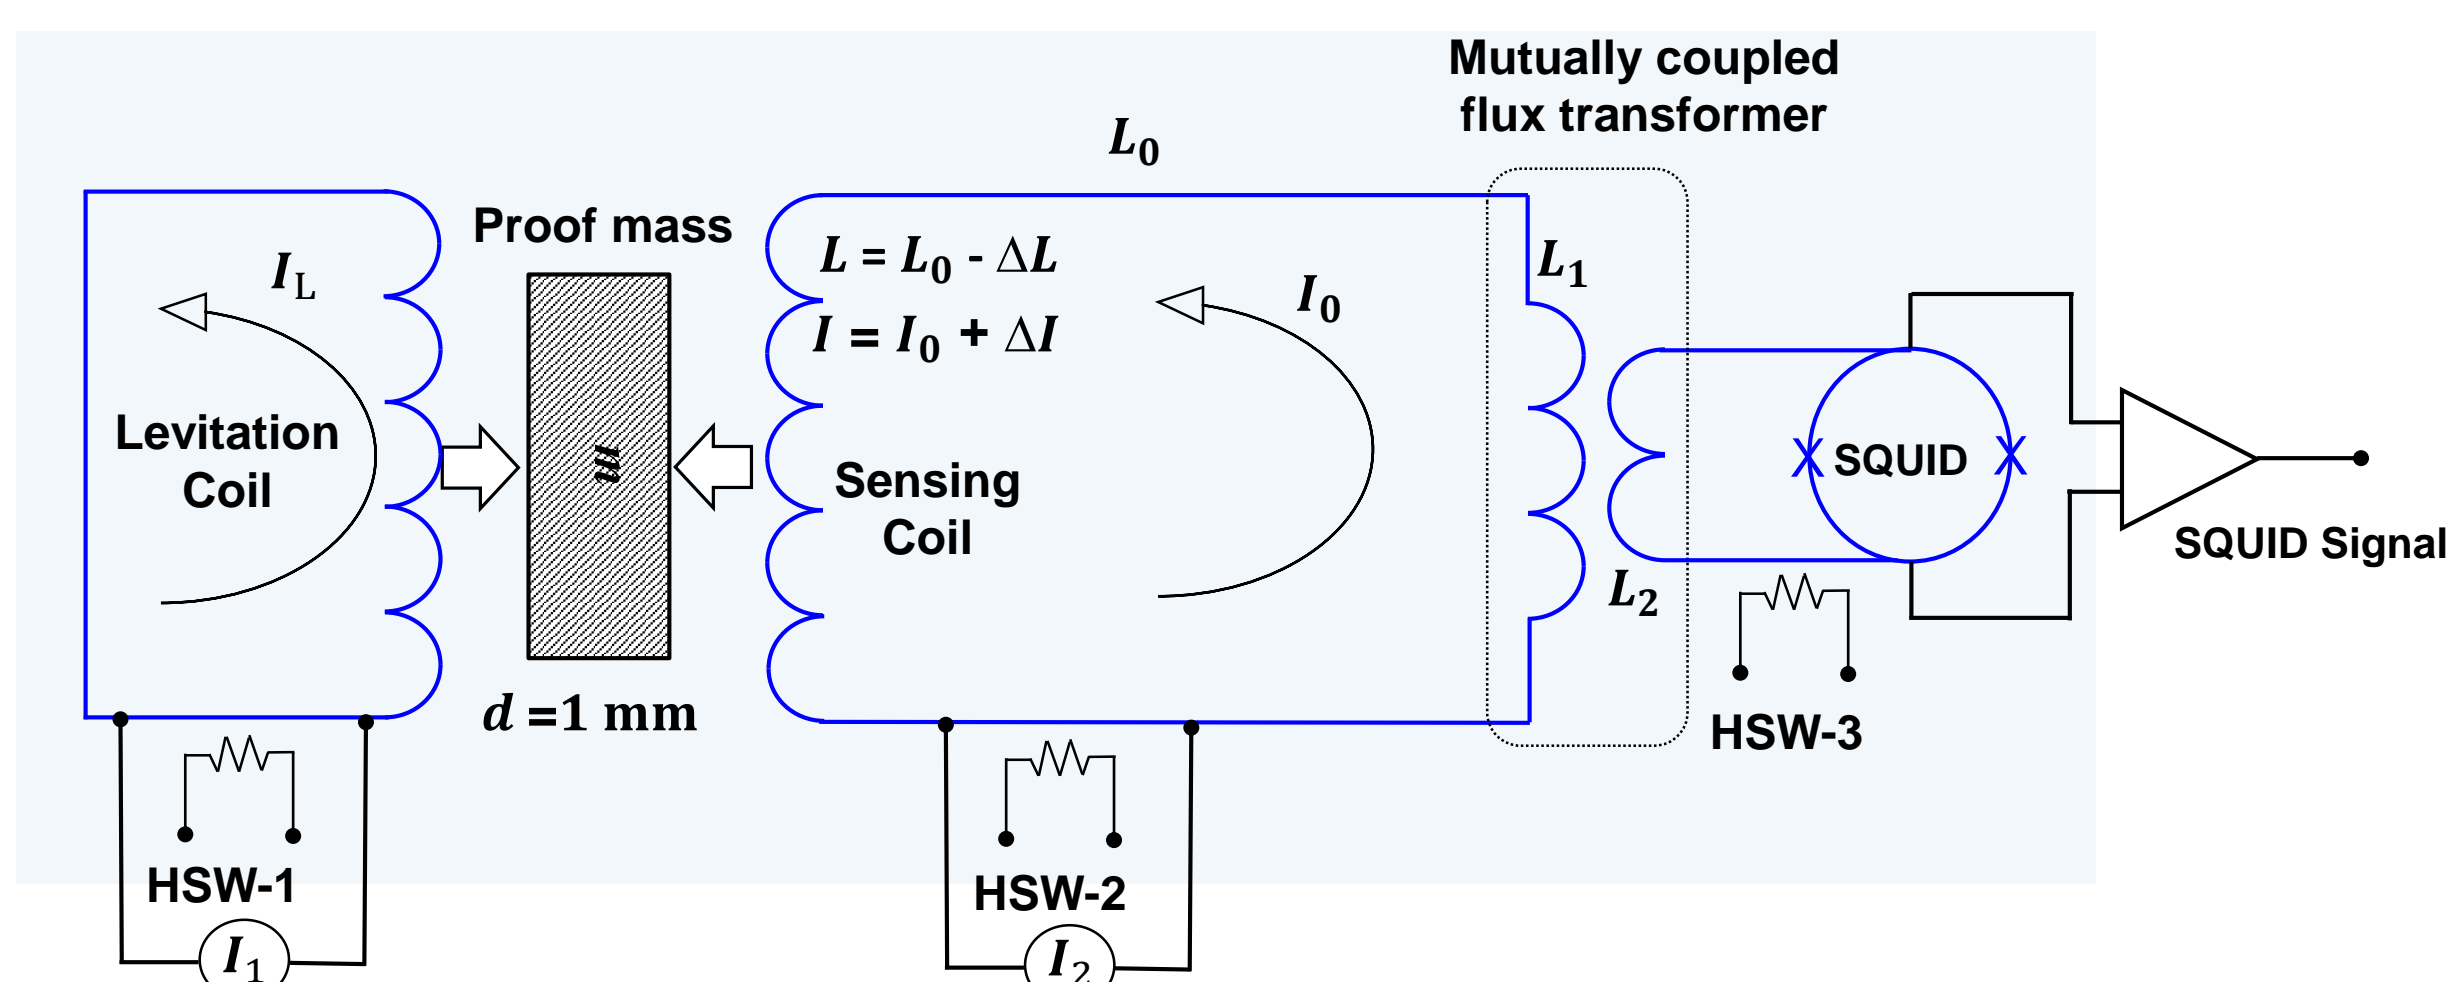 Mutually coupled
flux transformer
L₀
Proof mass
L = L₀ - ΔL
I = I₀ + ΔI
I_L
I₀
L₁
Levitation
Coil
m
Sensing
Coil
SQUID
X
X
SQUID Signal
L₂
d =1 mm
HSW-3
HSW-1
HSW-2
I₁
I₂